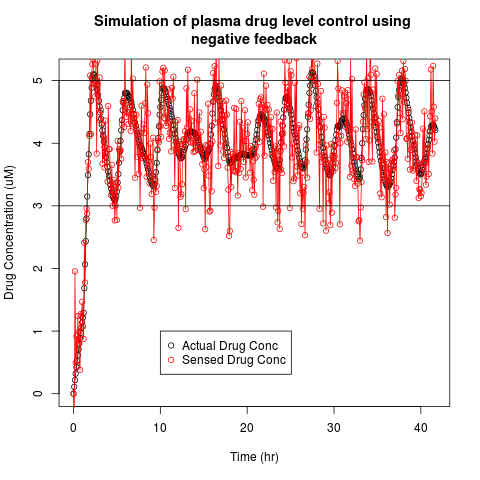 Simulation of plasma drug level control using
negative feedback
Drug Concentration (uM)
5
4
3
2
1
0
Actual Drug Conc
Sensed Drug Conc
0
10
20
30
40
Time (hr)